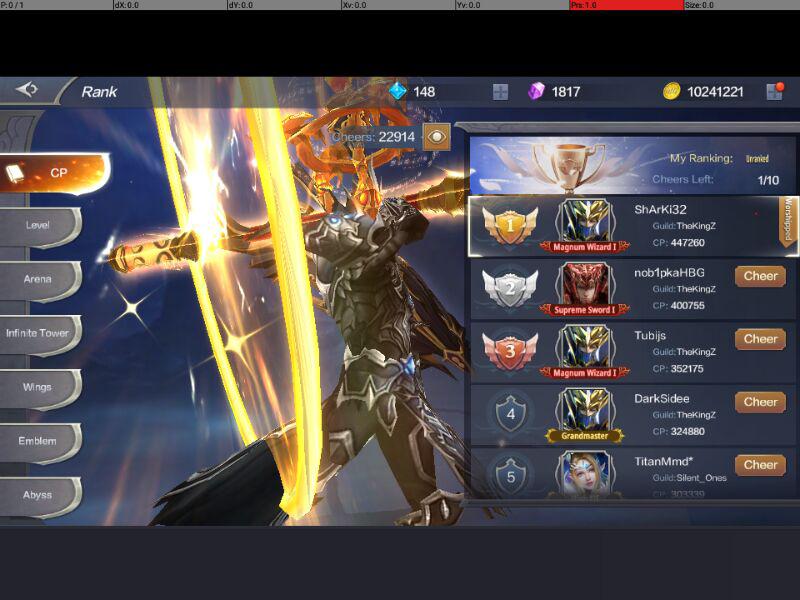 P: 0 / 1 dX: 0.0 dY: 0.0 Xv: 0.0 Yv: 0.0 Prs: 1.0 Size: 0.0
Rank 148 1817 10241221
Cheers: 22914
CP
Level
Arena
Infinite Tower
Wings
Emblem
Abyss
My Ranking: Unranked
Cheers Left: 1/10
1
Magnum Wizard I
ShArKi32
Guild:TheKingZ
CP: 447260
Worshipped
2
Supreme Sword I
nob1pkaHBG
Guild:TheKingZ
CP: 400755
Cheer
3
Magnum Wizard I
Tubijs
Guild:TheKingZ
CP: 352175
Cheer
4
Grandmaster
DarkSidee
Guild:TheKingZ
CP: 324880
Cheer
5
TitanMmd*
Guild:Silent_Ones
CP: 303339
Cheer